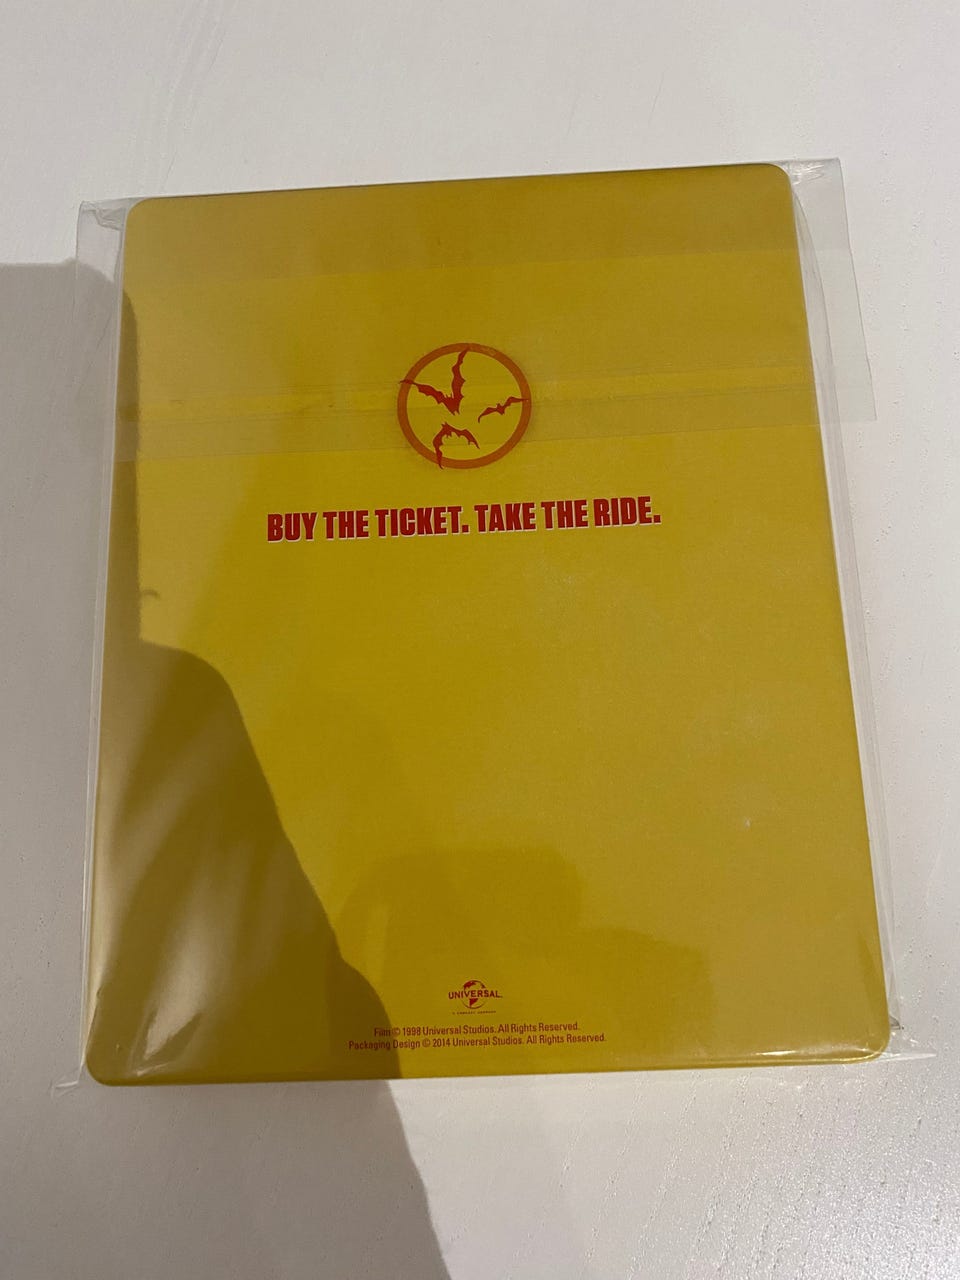 BUY THE TICKET. TAKE THE RIDE.
UNIVERSAL
Film © 1998 Universal Studios. All Rights Reserved.
Packaging Design © 2014 Universal Studios. All Rights Reserved.